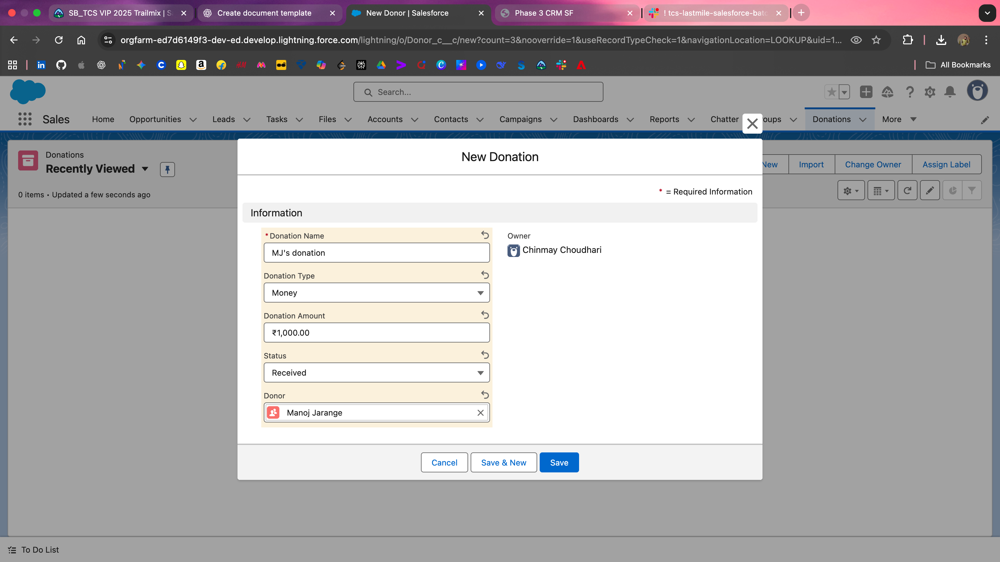 SB_TCS VIP 2025 Trailmix | S
Create document template
New Donor | Salesforce
Phase 3 CRM SF
! tcs-lastmile-salesforce-batc
orgfarm-ed7d6149f3-dev-ed.develop.lightning.force.com/lightning/o/Donor_c__c/new?count=3&nooverride=1&useRecordTypeCheck=1&navigationLocation=LOOKUP&uid=1...
All Bookmarks
Search...
Sales
Home
Opportunities
Leads
Tasks
Files
Accounts
Contacts
Campaigns
Dashboards
Reports
Chatter
oups
Donations
More
Donations
Recently Viewed
New
Import
Change Owner
Assign Label
0 items • Updated a few seconds ago
New Donation
* = Required Information
Information
* Donation Name
MJ's donation
Owner
Chinmay Choudhari
Donation Type
Money
Donation Amount
₹1,000.00
Status
Received
Donor
Manoj Jarange
Cancel
Save & New
Save
To Do List